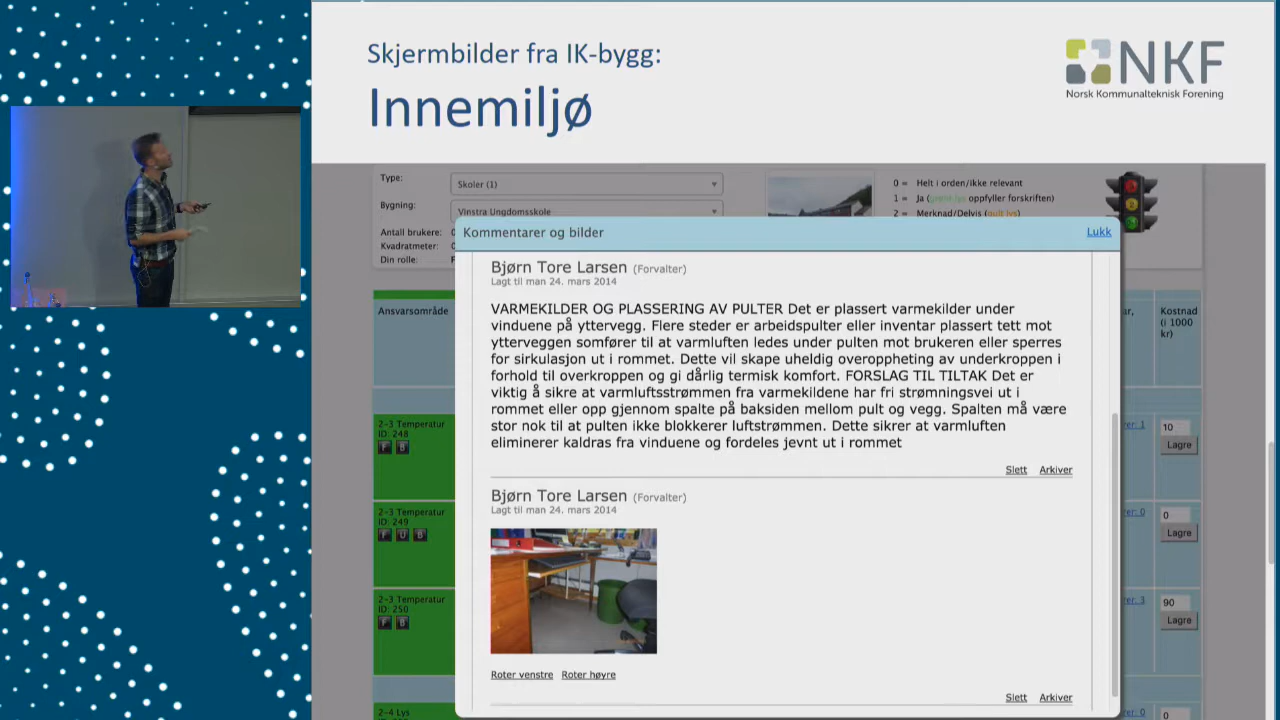 Skjermbilder fra IK-bygg:
Innemiljø
NKF
Norsk Kommunalteknisk Forening
Type:
Skoler (1)
Bygning:
Vinstra Ungdomsskole
Antall brukere:
Kvadratmeter:
Din rolle:
0 = Helt i orden/ikke relevant
1 = Ja (grønt lys oppfyller forskriften)
2 = Merknad/Delvis (gult lys)
Kommentarer og bilder
Lukk
Bjørn Tore Larsen (Forvalter)
Lagt til man 24. mars 2014
VARMEKILDER OG PLASSERING AV PULTER Det er plassert varmekilder under
vinduene på yttervegg. Flere steder er arbeidspulter eller inventar plassert tett mot
ytterveggen somfører til at varmluften ledes under pulten mot brukeren eller sperres
for sirkulasjon ut i rommet. Dette vil skape uheldig overoppheting av underkroppen i
forhold til overkroppen og gi dårlig termisk komfort. FORSLAG TIL TILTAK Det er
viktig å sikre at varmluftsstrømmen fra varmekildene har fri strømningsvei ut i
rommet eller opp gjennom spalte på baksiden mellom pult og vegg. Spalten må være
stor nok til at pulten ikke blokkerer luftstrømmen. Dette sikrer at varmluften
eliminerer kaldras fra vinduene og fordeles jevnt ut i rommet
Slett Arkiver
Bjørn Tore Larsen (Forvalter)
Lagt til man 24. mars 2014
Roter venstre Roter høyre
Slett Arkiver
Ansvarsområde
Kostnad
(i 1000
kr)
2-3 Temperatur
ID: 248
F B
10
Lagre
2-3 Temperatur
ID: 249
F U B
0
Lagre
2-3 Temperatur
ID: 250
F B
90
Lagre
2-4 Lys
0